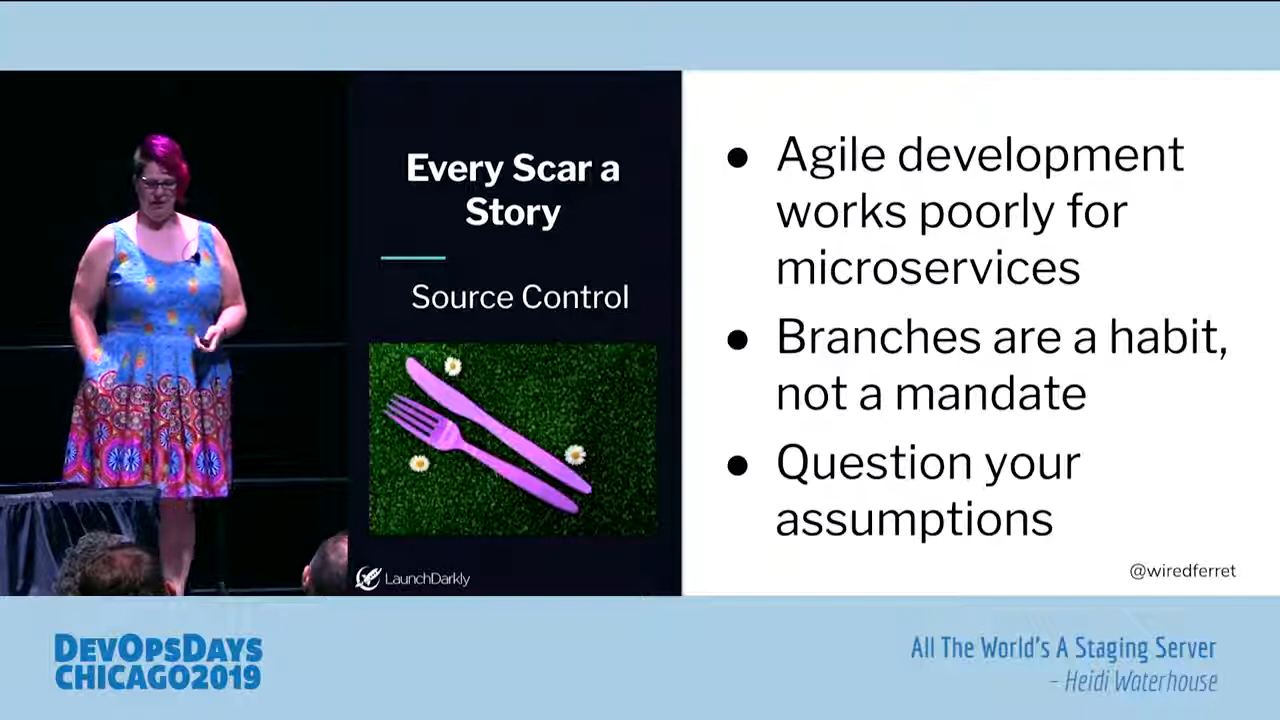 Every Scar a
Story
Source Control
LaunchDarkly
● Agile development
works poorly for
microservices
● Branches are a habit,
not a mandate
● Question your
assumptions
@wiredferret
DEVOPSDAYS
CHICAGO2019
All The World's A Staging Server
- Heidi Waterhouse